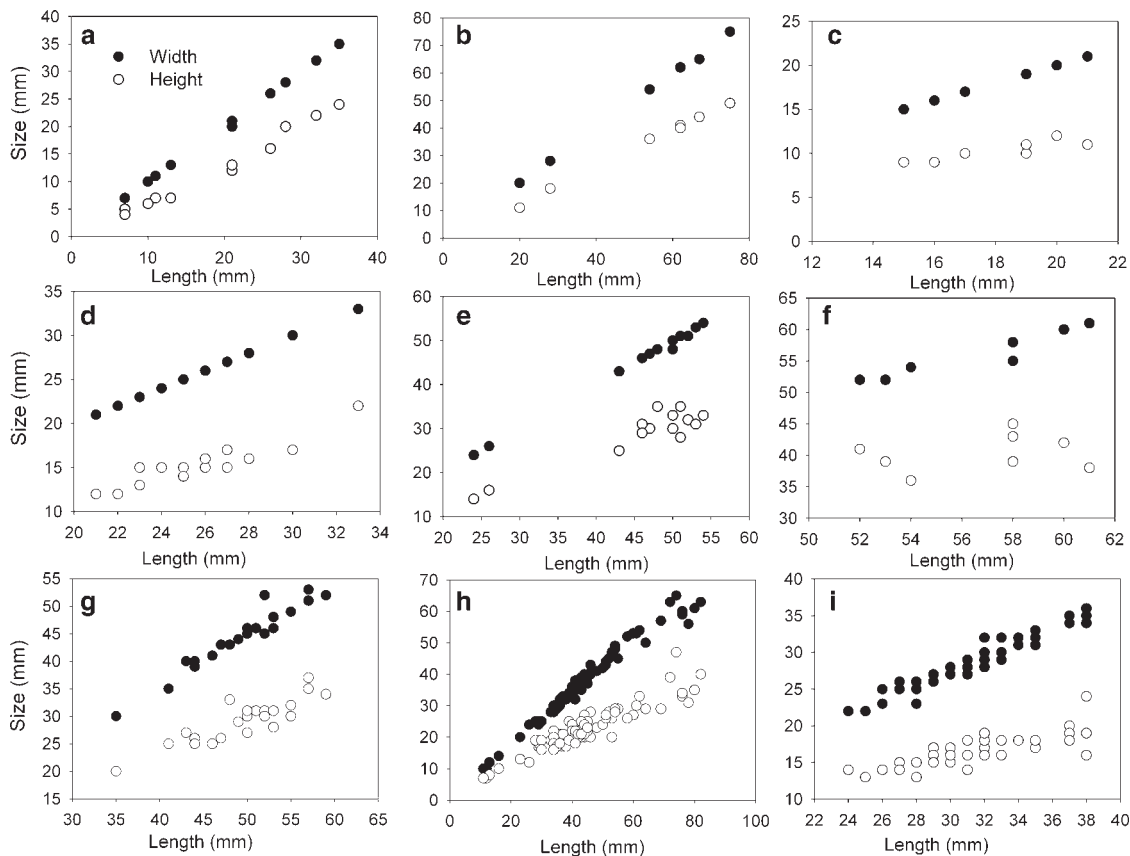 a
Width
Height
Size (mm)
40
35
30
25
20
15
10
5
0
0 10 20 30 40
Length (mm)
b
80
70
60
50
40
30
20
10
0
0 20 40 60 80
Length (mm)
c
25
20
15
10
5
0
12 14 16 18 20 22
Length (mm)
d
Size (mm)
35
30
25
20
15
10
20 22 24 26 28 30 32 34
Length (mm)
e
60
50
40
30
20
10
20 25 30 35 40 45 50 55 60
Length (mm)
f
65
60
55
50
45
40
35
30
50 52 54 56 58 60 62
Length (mm)
g
Size (mm)
55
50
45
40
35
30
25
20
15
30 35 40 45 50 55 60 65
Length (mm)
h
70
60
50
40
30
20
10
0
0 20 40 60 80 100
Length (mm)
i
40
35
30
25
20
15
10
22 24 26 28 30 32 34 36 38 40
Length (mm)